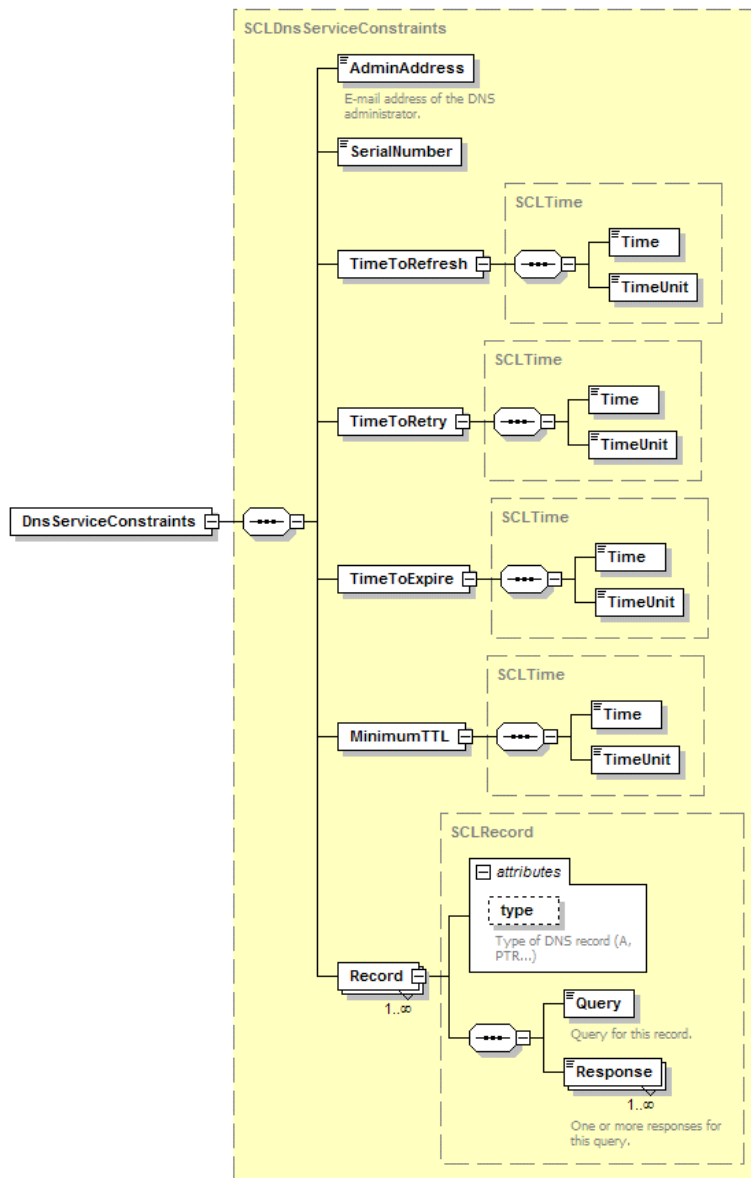 SCLDnsServiceConstraints
AdminAddress
E-mail address of the DNS
administrator.
SerialNumber
SCLTime
Time
TimeToRefresh
TimeUnit
SCLTime
Time
TimeToRetry
TimeUnit
DnsServiceConstraints
SCLTime
Time
TimeToExpire
TimeUnit
SCLTime
Time
MinimumTTL
TimeUnit
SCLRecord
attributes
type
Type of DNS record (A,
PTR...)
Record
1..∞
Query
Query for this record.
Response
1..∞
One or more responses for
this query.